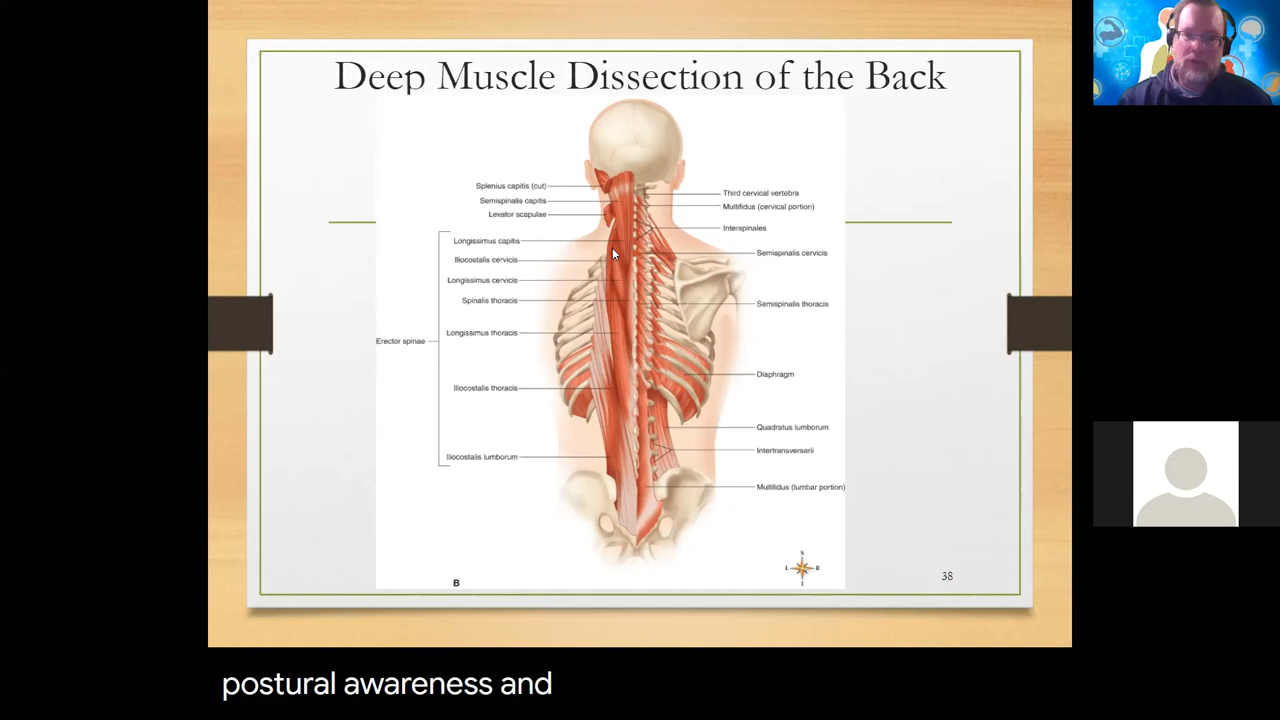 Deep Muscle Dissection of the Back
Splenius capitis (cut)
Semispinalis capitis
Levator scapulae
Longissimus capitis
Iliocostalis cervicis
Longissimus cervicis
Spinalis thoracis
Longissimus thoracis
Erector spinae
Iliocostalis thoracis
Iliocostalis lumborum
Third cervical vertebra
Multifidus (cervical portion)
Interspinales
Semispinalis cervicis
Semispinalis thoracis
Diaphragm
Quadratus lumborum
Intertransversarii
Multifidus (lumbar portion)
S
L R
I
B
38
postural awareness and